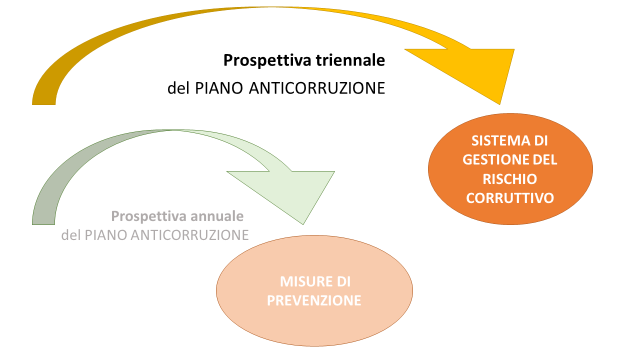 Prospettiva triennale
del PIANO ANTICORRUZIONE
SISTEMA DI
GESTIONE DEL
RISCHIO
CORRUTTIVO
Prospettiva annuale
del PIANO ANTICORRUZIONE
MISURE DI
PREVENZIONE